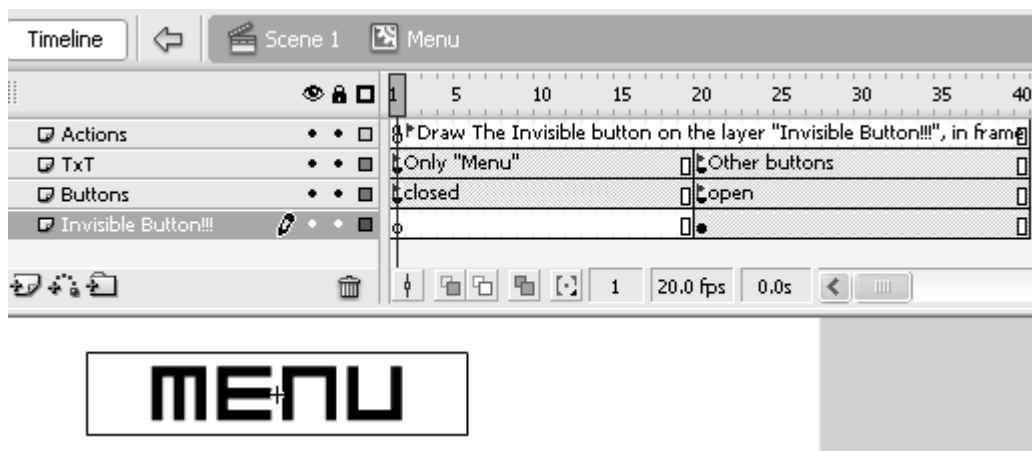 Timeline Scene 1 Menu
1 5 10 15 20 25 30 35 40
Actions Draw The Invisible button on the layer "Invisible Button!!!", in frame
TxT Only "Menu" Other buttons
Buttons closed open
Invisible Button!!!
1 20.0 fps 0.0s
MENU